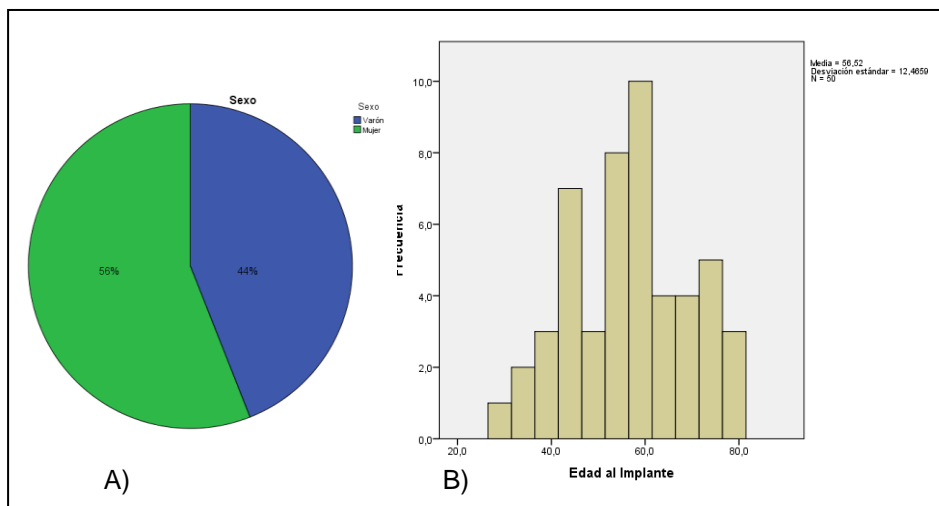 Sexo
Sexo
Varón
Mujer
56%
44%
A)
Media = 56,52
Desviación estándar = 12,4659
N = 50
Frecuencia
10,0
8,0
6,0
4,0
2,0
0,0
20,0
40,0
60,0
80,0
Edad al Implante
B)